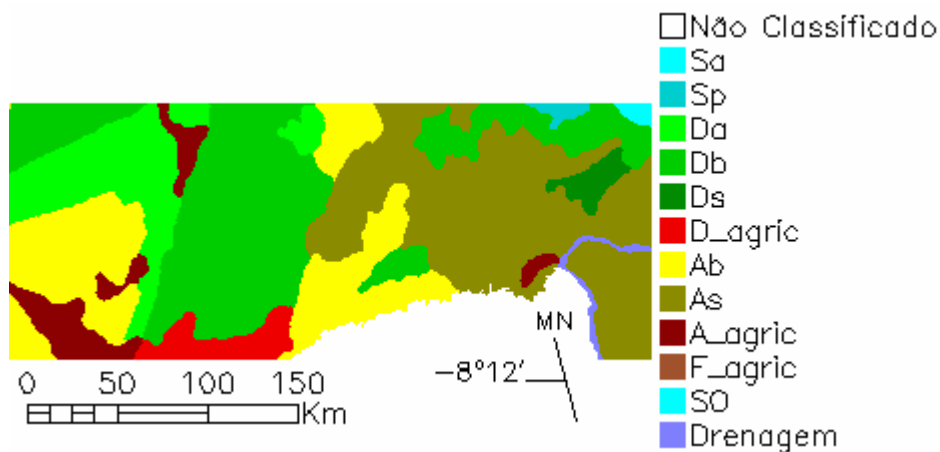 Não Classificado
Sa
Sp
Da
Db
Ds
D_agric
Ab
As
A_agric
F_agric
SO
Drenagem
MN
-8°12'
0 50 100 150
Km